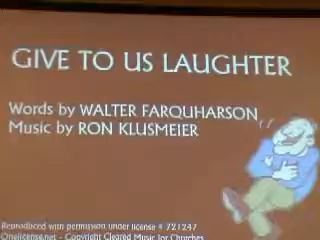 GIVE TO US LAUGHTER
Words by WALTER FARQUHARSON
Music by RON KLUSMEIER
Reproduced with permission under license # 721247
Onelicense.net - Copyright Cleared Music for Churches